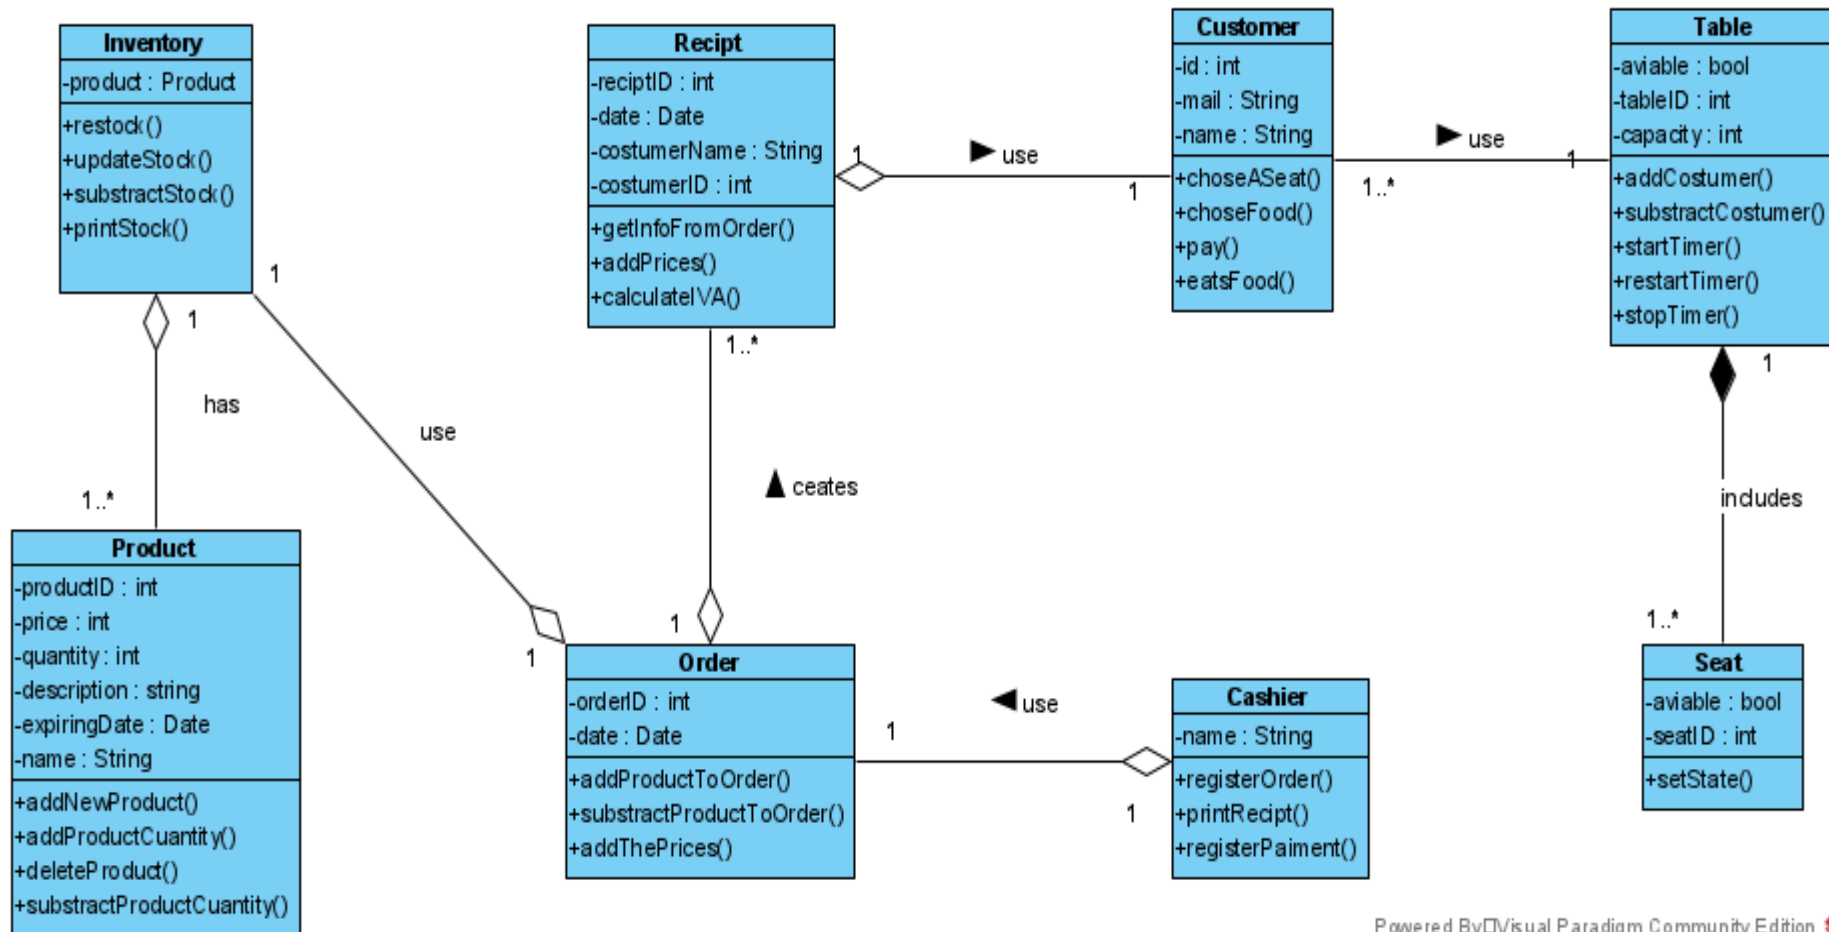 Inventory
-product : Product
+restock()
+updateStock()
+substractStock()
+printStock()
1
1
has
1..*
use
1
Product
-productID : int
-price : int
-quantity : int
-description : string
-expiringDate : Date
-name : String
+addNewProduct()
+addProductCuantity()
+deleteProduct()
+substractProductCuantity()
Recipt
-reciptID : int
-date : Date
-costumerName : String
-costumerID : int
+getInfoFromOrder()
+addPrices()
+calculateIVA()
1
use
1
1..*
ceates
1
Order
-orderID : int
-date : Date
+addProductToOrder()
+substractProductToOrder()
+addThePrices()
1
use
1
Cashier
-name : String
+registerOrder()
+printRecipt()
+registerPaiment()
Customer
-id : int
-mail : String
-name : String
+choseASeat()
+choseFood()
+pay()
+eatsFood()
1..*
use
1
Table
-aviable : bool
-tableID : int
-capacity : int
+addCostumer()
+substractCostumer()
+startTimer()
+restartTimer()
+stopTimer()
1
includes
1..*
Seat
-aviable : bool
-seatID : int
+setState()
Powered By Visual Paradigm Community Edition